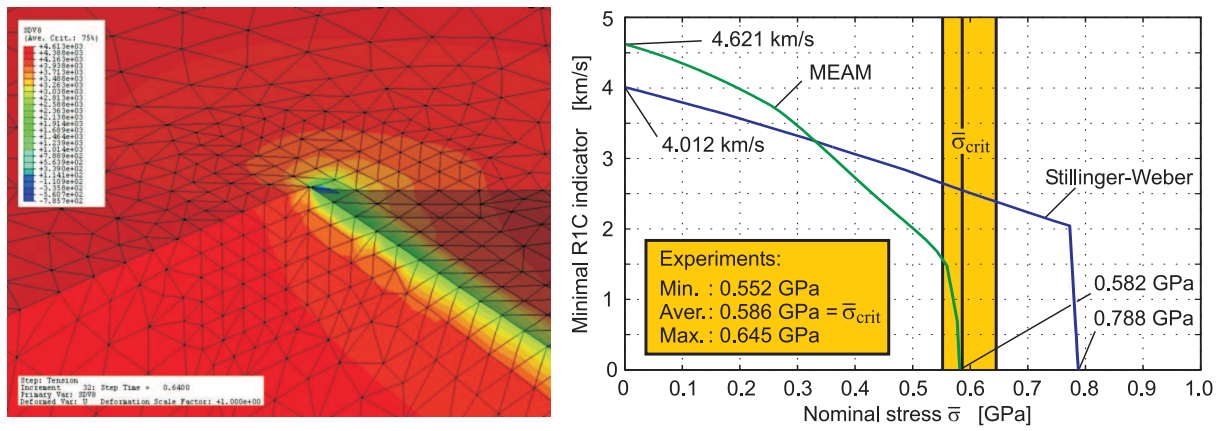 SDV8
(Ave. Crit.: 75%)
+4.613e+03
+4.388e+03
+4.163e+03
+3.938e+03
+3.713e+03
+3.488e+03
+3.263e+03
+3.038e+03
+2.813e+03
+2.588e+03
+2.363e+03
+2.138e+03
+1.914e+03
+1.689e+03
+1.464e+03
+1.239e+03
+1.014e+03
+7.889e+02
+5.639e+02
+3.390e+02
+1.141e+02
-1.109e+02
-3.358e+02
-5.607e+02
-7.857e+02
Step: Tension
Increment 32: Step Time = 0.6400
Primary Var: SDV8
Deformed Var: U Deformation Scale Factor: +1.000e+00
Minimal R1C indicator [km/s]
5
4
3
2
1
0
4.621 km/s
MEAM
4.012 km/s
σ̅crit
Stillinger-Weber
Experiments:
Min. : 0.552 GPa
Aver.: 0.586 GPa = σ̅crit
Max. : 0.645 GPa
0.582 GPa
0.788 GPa
0 0.1 0.2 0.3 0.4 0.5 0.6 0.7 0.8 0.9 1.0
Nominal stress σ̅ [GPa]